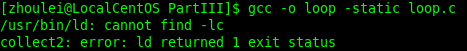 [zhoulei@LocalCentOS PartIII]$ gcc -o loop -static loop.c
/usr/bin/ld: cannot find -lc
collect2: error: ld returned 1 exit status